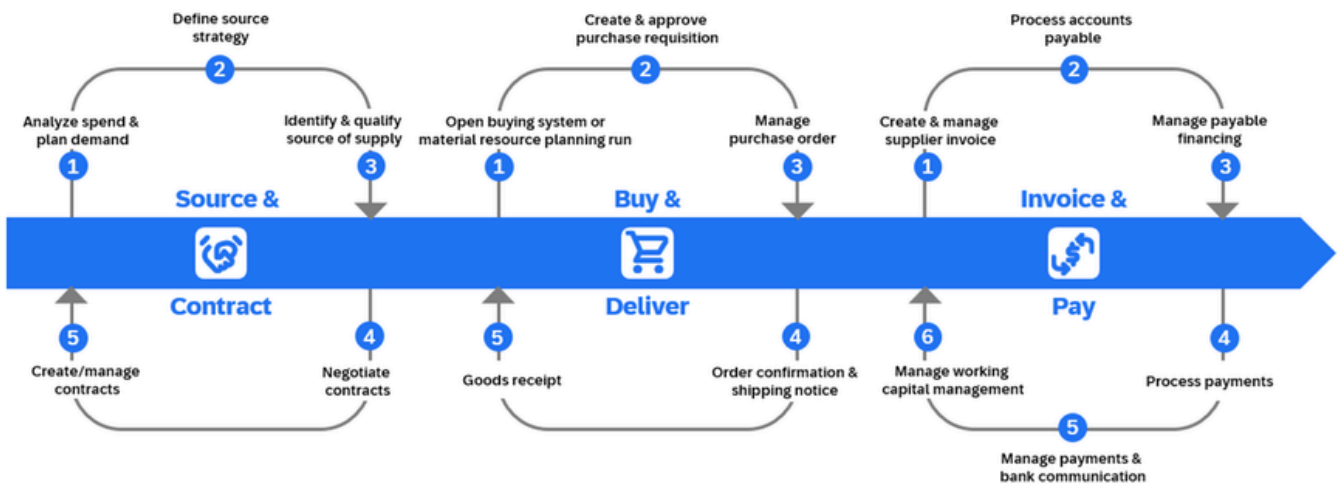 Define source
strategy
2
Analyze spend &
plan demand
1
Identify & qualify
source of supply
3
Source &
Contract
5
Create/manage
contracts
4
Negotiate
contracts
Create & approve
purchase requisition
2
Open buying system or
material resource planning run
1
Manage
purchase order
3
Buy &
Deliver
5
Goods receipt
4
Order confirmation &
shipping notice
Process accounts
payable
2
Create & manage
supplier invoice
1
Manage payable
financing
3
Invoice &
$
Pay
6
Manage working
capital management
4
Process payments
5
Manage payments &
bank communication